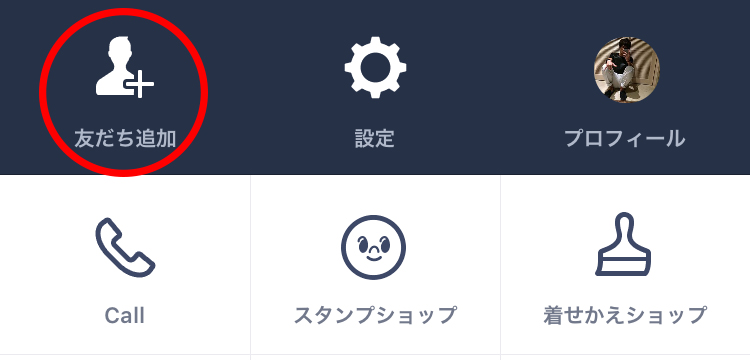 友だち追加
設定
プロフィール
Call
スタンプショップ
着せかえショップ